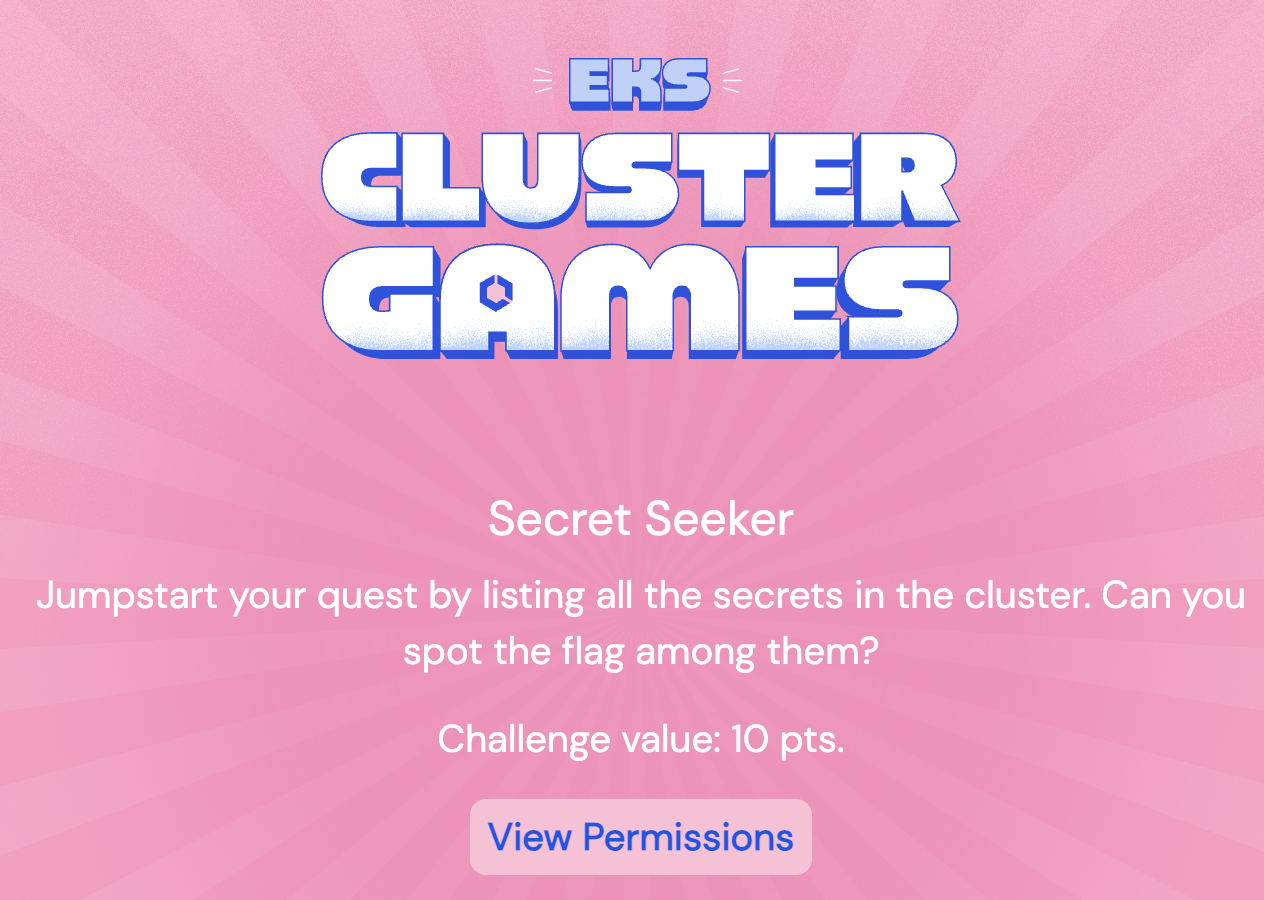 EKS
CLUSTER
GAMES
Secret Seeker
Jumpstart your quest by listing all the secrets in the cluster. Can you
spot the flag among them?
Challenge value: 10 pts.
View Permissions